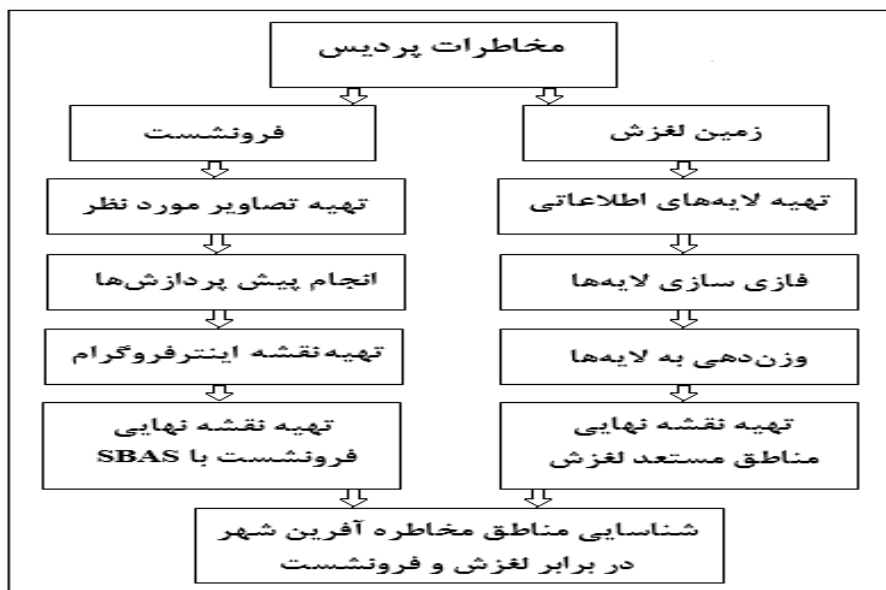 مخاطرات پردیس
زمین لغزش
فرونشست
تهیه لایه‌های اطلاعاتی
تهیه تصاویر مورد نظر
فازی سازی لایه‌ها
انجام پیش پردازش‌ها
وزن‌دهی به لایه‌ها
تهیه نقشه اینترفروگرام
تهیه نقشه نهایی
مناطق مستعد لغزش
تهیه نقشه نهایی
فرونشست با SBAS
شناسایی مناطق مخاطره آفرین شهر
در برابر لغزش و فرونشست